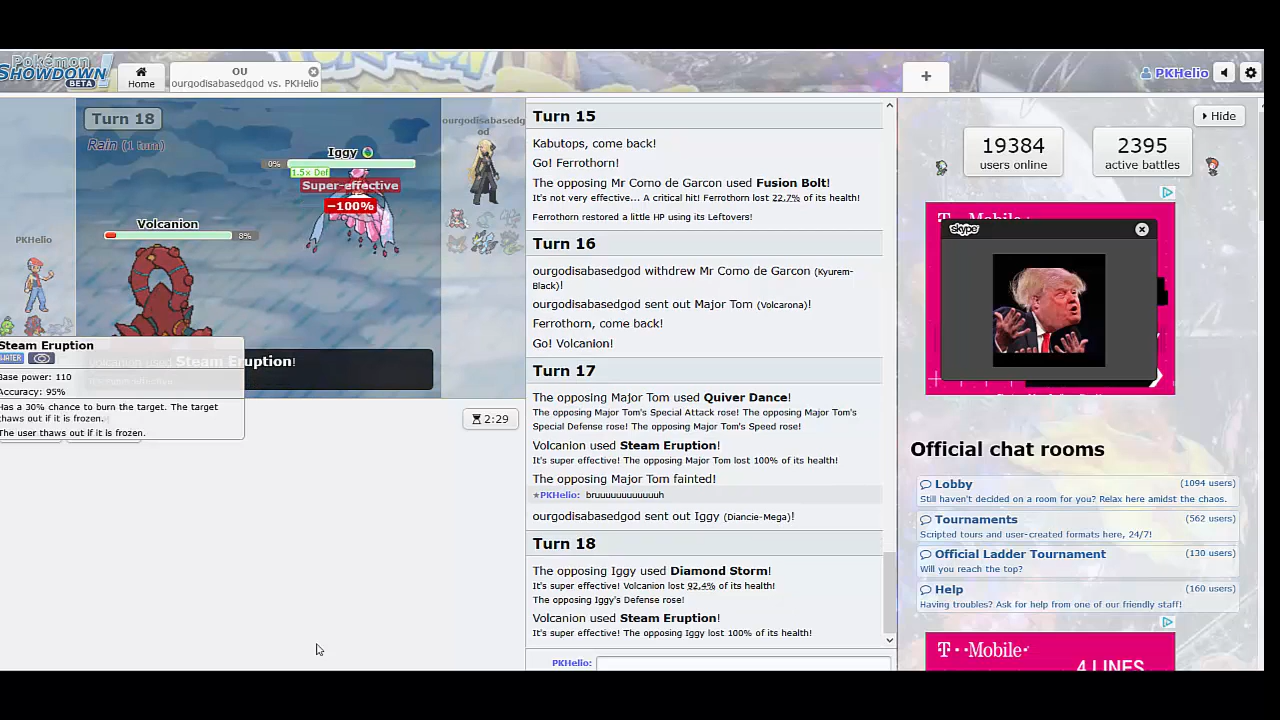 Pokémon
SHOWDOWN!
BETA
Home
OU
ourgodisabasedgod vs. PKHelio
+
PKHelio
Turn 18
Rain (1 turn)
Iggy
0%
1.5× Def
Super-effective
−100%
Volcanion
8%
PKHelio
ourgodisabasedg
od
Steam Eruption
WATER
Base power: 110
Accuracy: 95%
Has a 30% chance to burn the target. The target
thaws out if it is frozen.
The user thaws out if it is frozen.
Volcanion used Steam Eruption!
It's super effective!
2:29
Turn 15
Kabutops, come back!
Go! Ferrothorn!
The opposing Mr Como de Garcon used Fusion Bolt!
It's not very effective... A critical hit! Ferrothorn lost 22.7% of its health!
Ferrothorn restored a little HP using its Leftovers!
Turn 16
ourgodisabasedgod withdrew Mr Como de Garcon (Kyurem-
Black)!
ourgodisabasedgod sent out Major Tom (Volcarona)!
Ferrothorn, come back!
Go! Volcanion!
Turn 17
The opposing Major Tom used Quiver Dance!
The opposing Major Tom's Special Attack rose! The opposing Major Tom's
Special Defense rose! The opposing Major Tom's Speed rose!
Volcanion used Steam Eruption!
It's super effective! The opposing Major Tom lost 100% of its health!
The opposing Major Tom fainted!
★PKHelio: bruuuuuuuuuuuh
ourgodisabasedgod sent out Iggy (Diancie-Mega)!
Turn 18
The opposing Iggy used Diamond Storm!
It's super effective! Volcanion lost 92.4% of its health!
The opposing Iggy's Defense rose!
Volcanion used Steam Eruption!
It's super effective! The opposing Iggy lost 100% of its health!
PKHelio:
Hide
19384
users online
2395
active battles
skype
Official chat rooms
Lobby (1094 users)
Still haven't decided on a room for you? Relax here amidst the chaos.
Tournaments (562 users)
Scripted tours and user-created formats here, 24/7!
Official Ladder Tournament (130 users)
Will you reach the top?
Help (160 users)
Having troubles? Ask for help from one of our friendly staff!
T··Mobile·
4 LINES